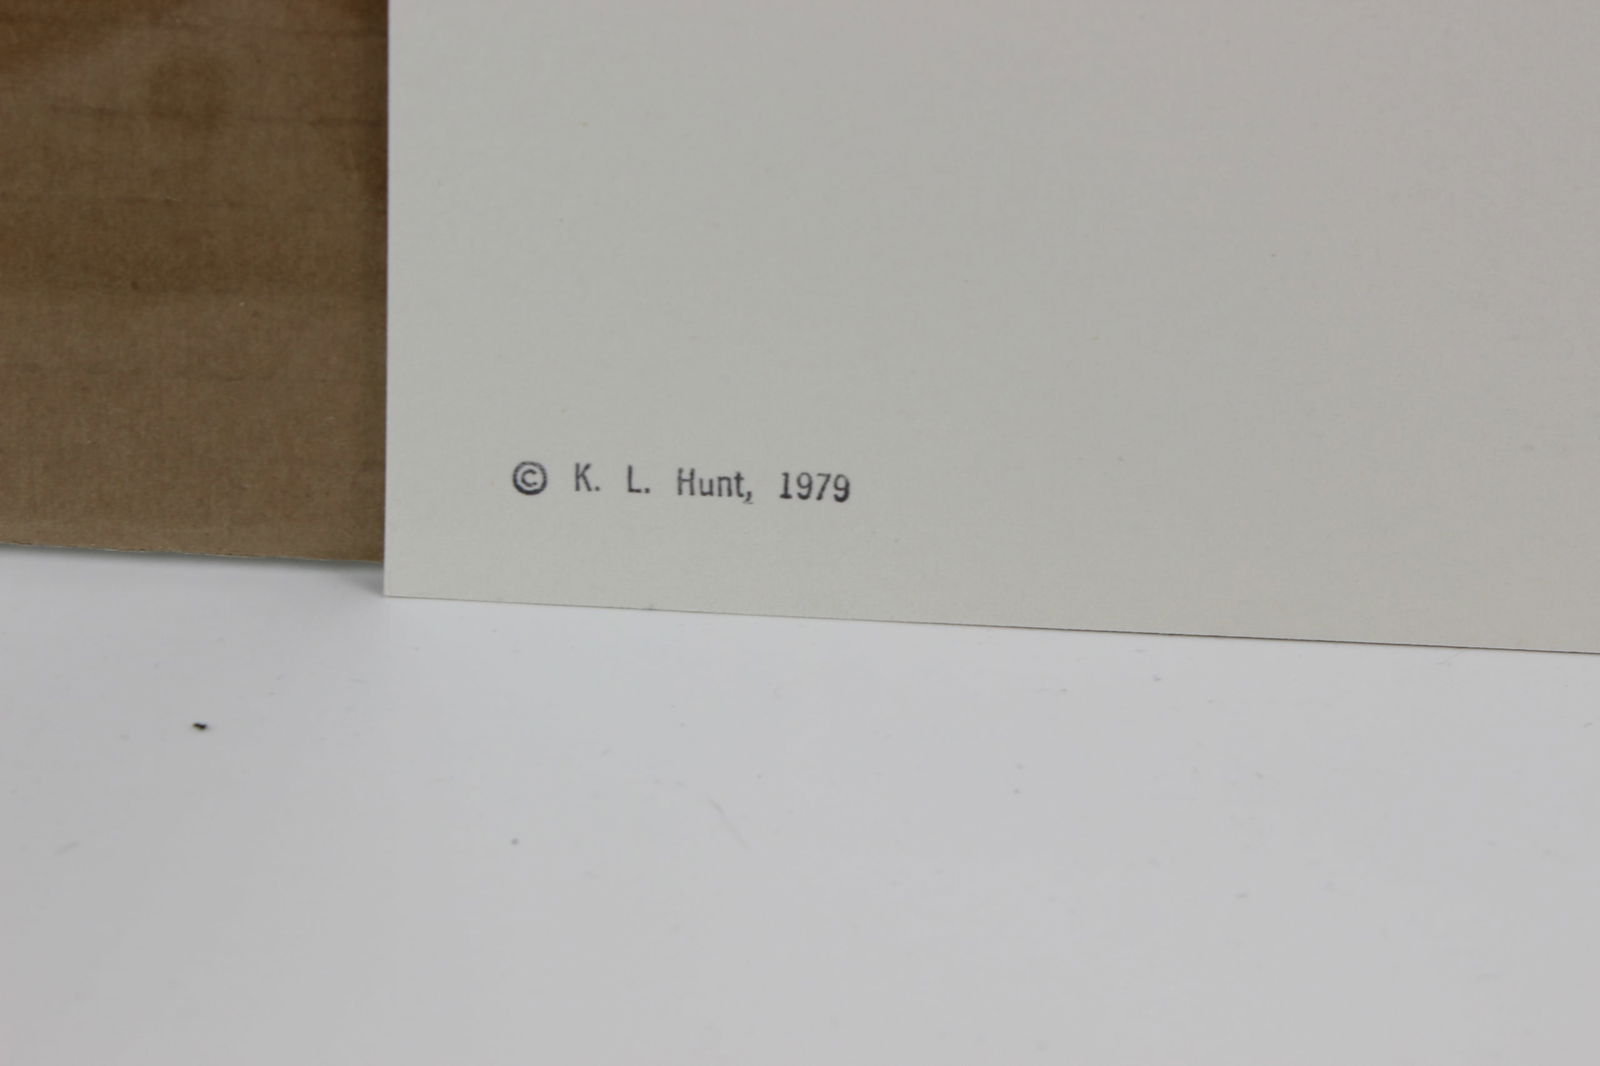 © K. L. Hunt, 1979